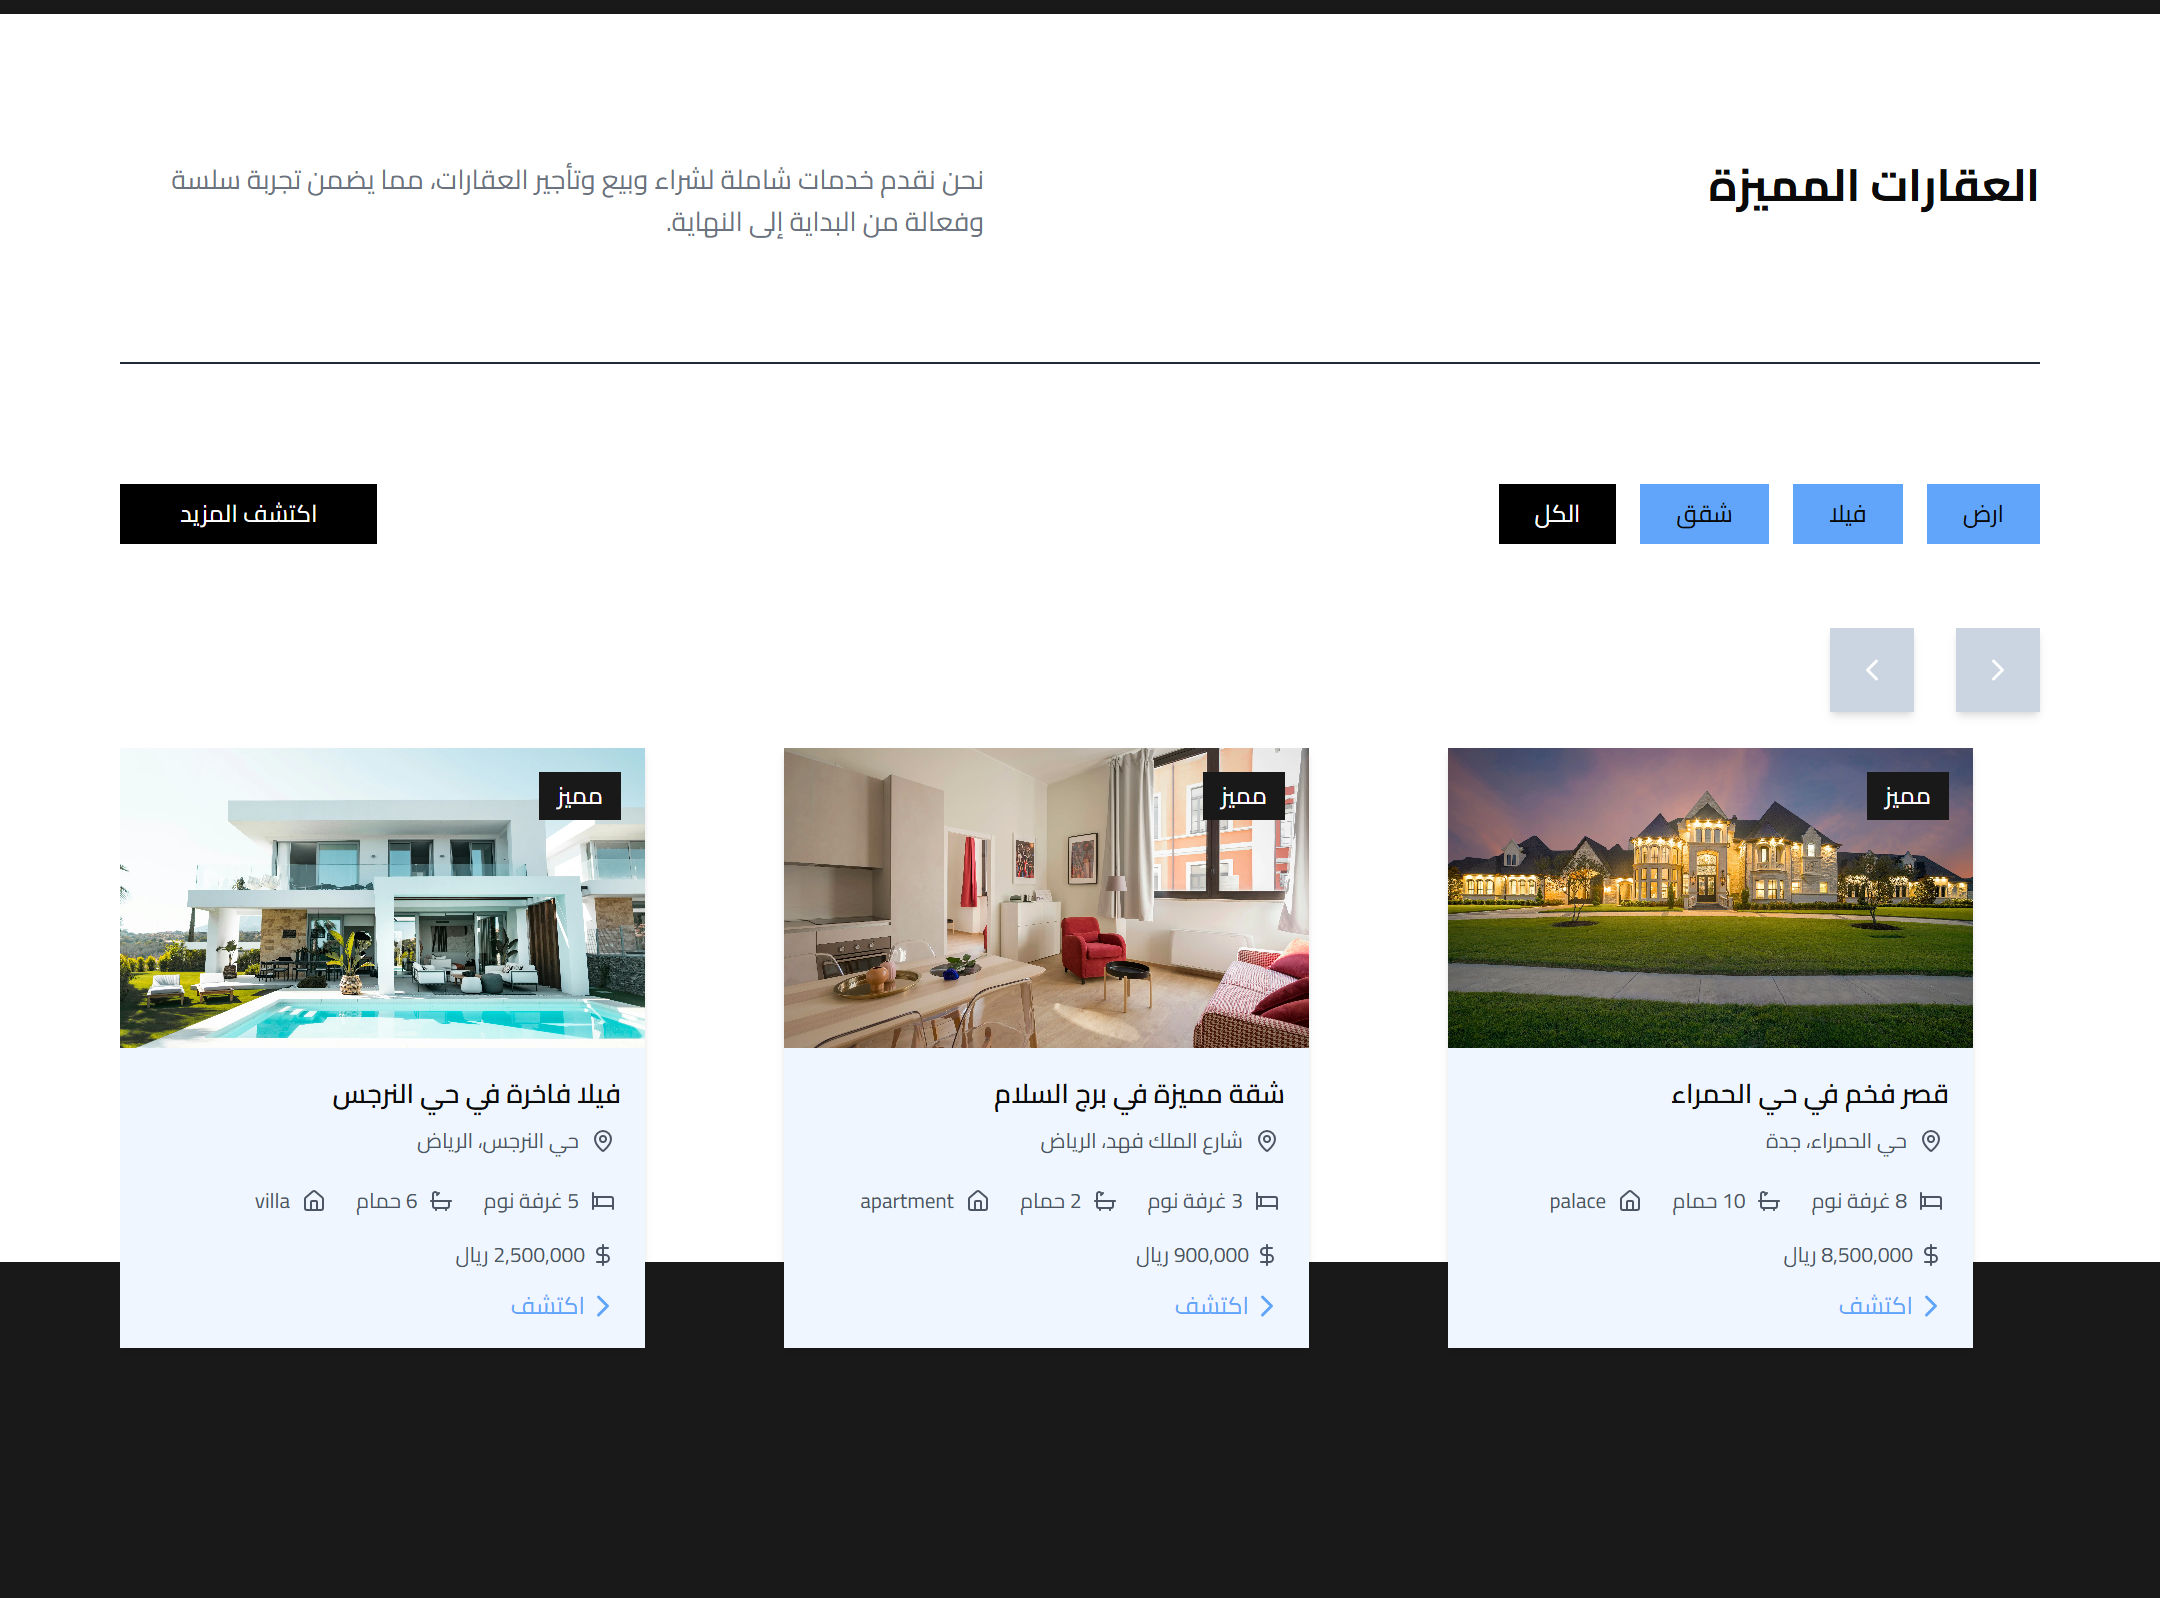 العقارات المميزة
نحن نقدم خدمات شاملة لشراء وبيع وتأجير العقارات، مما يضمن تجربة سلسة
وفعالة من البداية إلى النهاية.
ارض
فيلا
شقق
الكل
اكتشف المزيد
مميز
قصر فخم في حي الحمراء
حي الحمراء، جدة
8 غرفة نوم 10 حمام palace
$ 8,500,000 ريال
اكتشف
مميز
شقة مميزة في برج السلام
شارع الملك فهد، الرياض
3 غرفة نوم 2 حمام apartment
$ 900,000 ريال
اكتشف
مميز
فيلا فاخرة في حي النرجس
حي النرجس، الرياض
5 غرفة نوم 6 حمام villa
$ 2,500,000 ريال
اكتشف